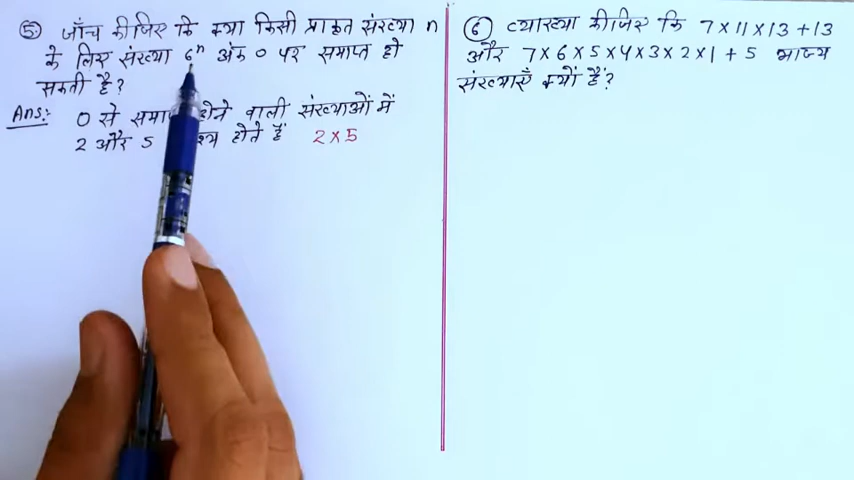 ⑤ जाँच कीजिए कि क्या किसी प्राकृत संख्या n
के लिए संख्या 6ⁿ अंक 0 पर समाप्त हो
सकती है?
Ans:- 0 से होने वाली संख्याओं में
2 और 5 होते हैं 2×5
⑥ व्याख्या कीजिए कि 7×11×13+13
और 7×6×5×4×3×2×1+5 भाज्य
संख्याएँ क्यों हैं?